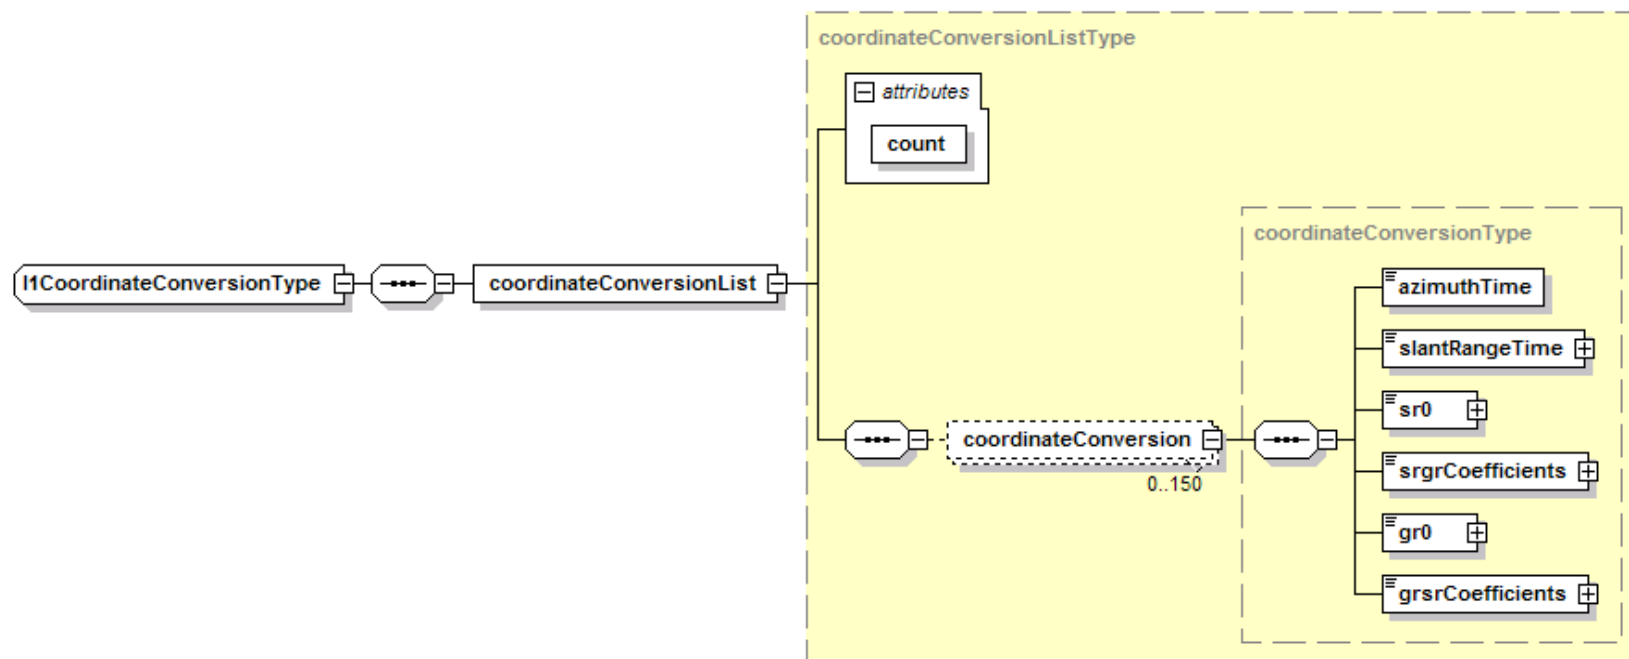 coordinateConversionListType
attributes
count
coordinateConversionType
l1CoordinateConversionType
coordinateConversionList
azimuthTime
slantRangeTime
sr0
coordinateConversion
srgrCoefficients
0..150
gr0
grsrCoefficients